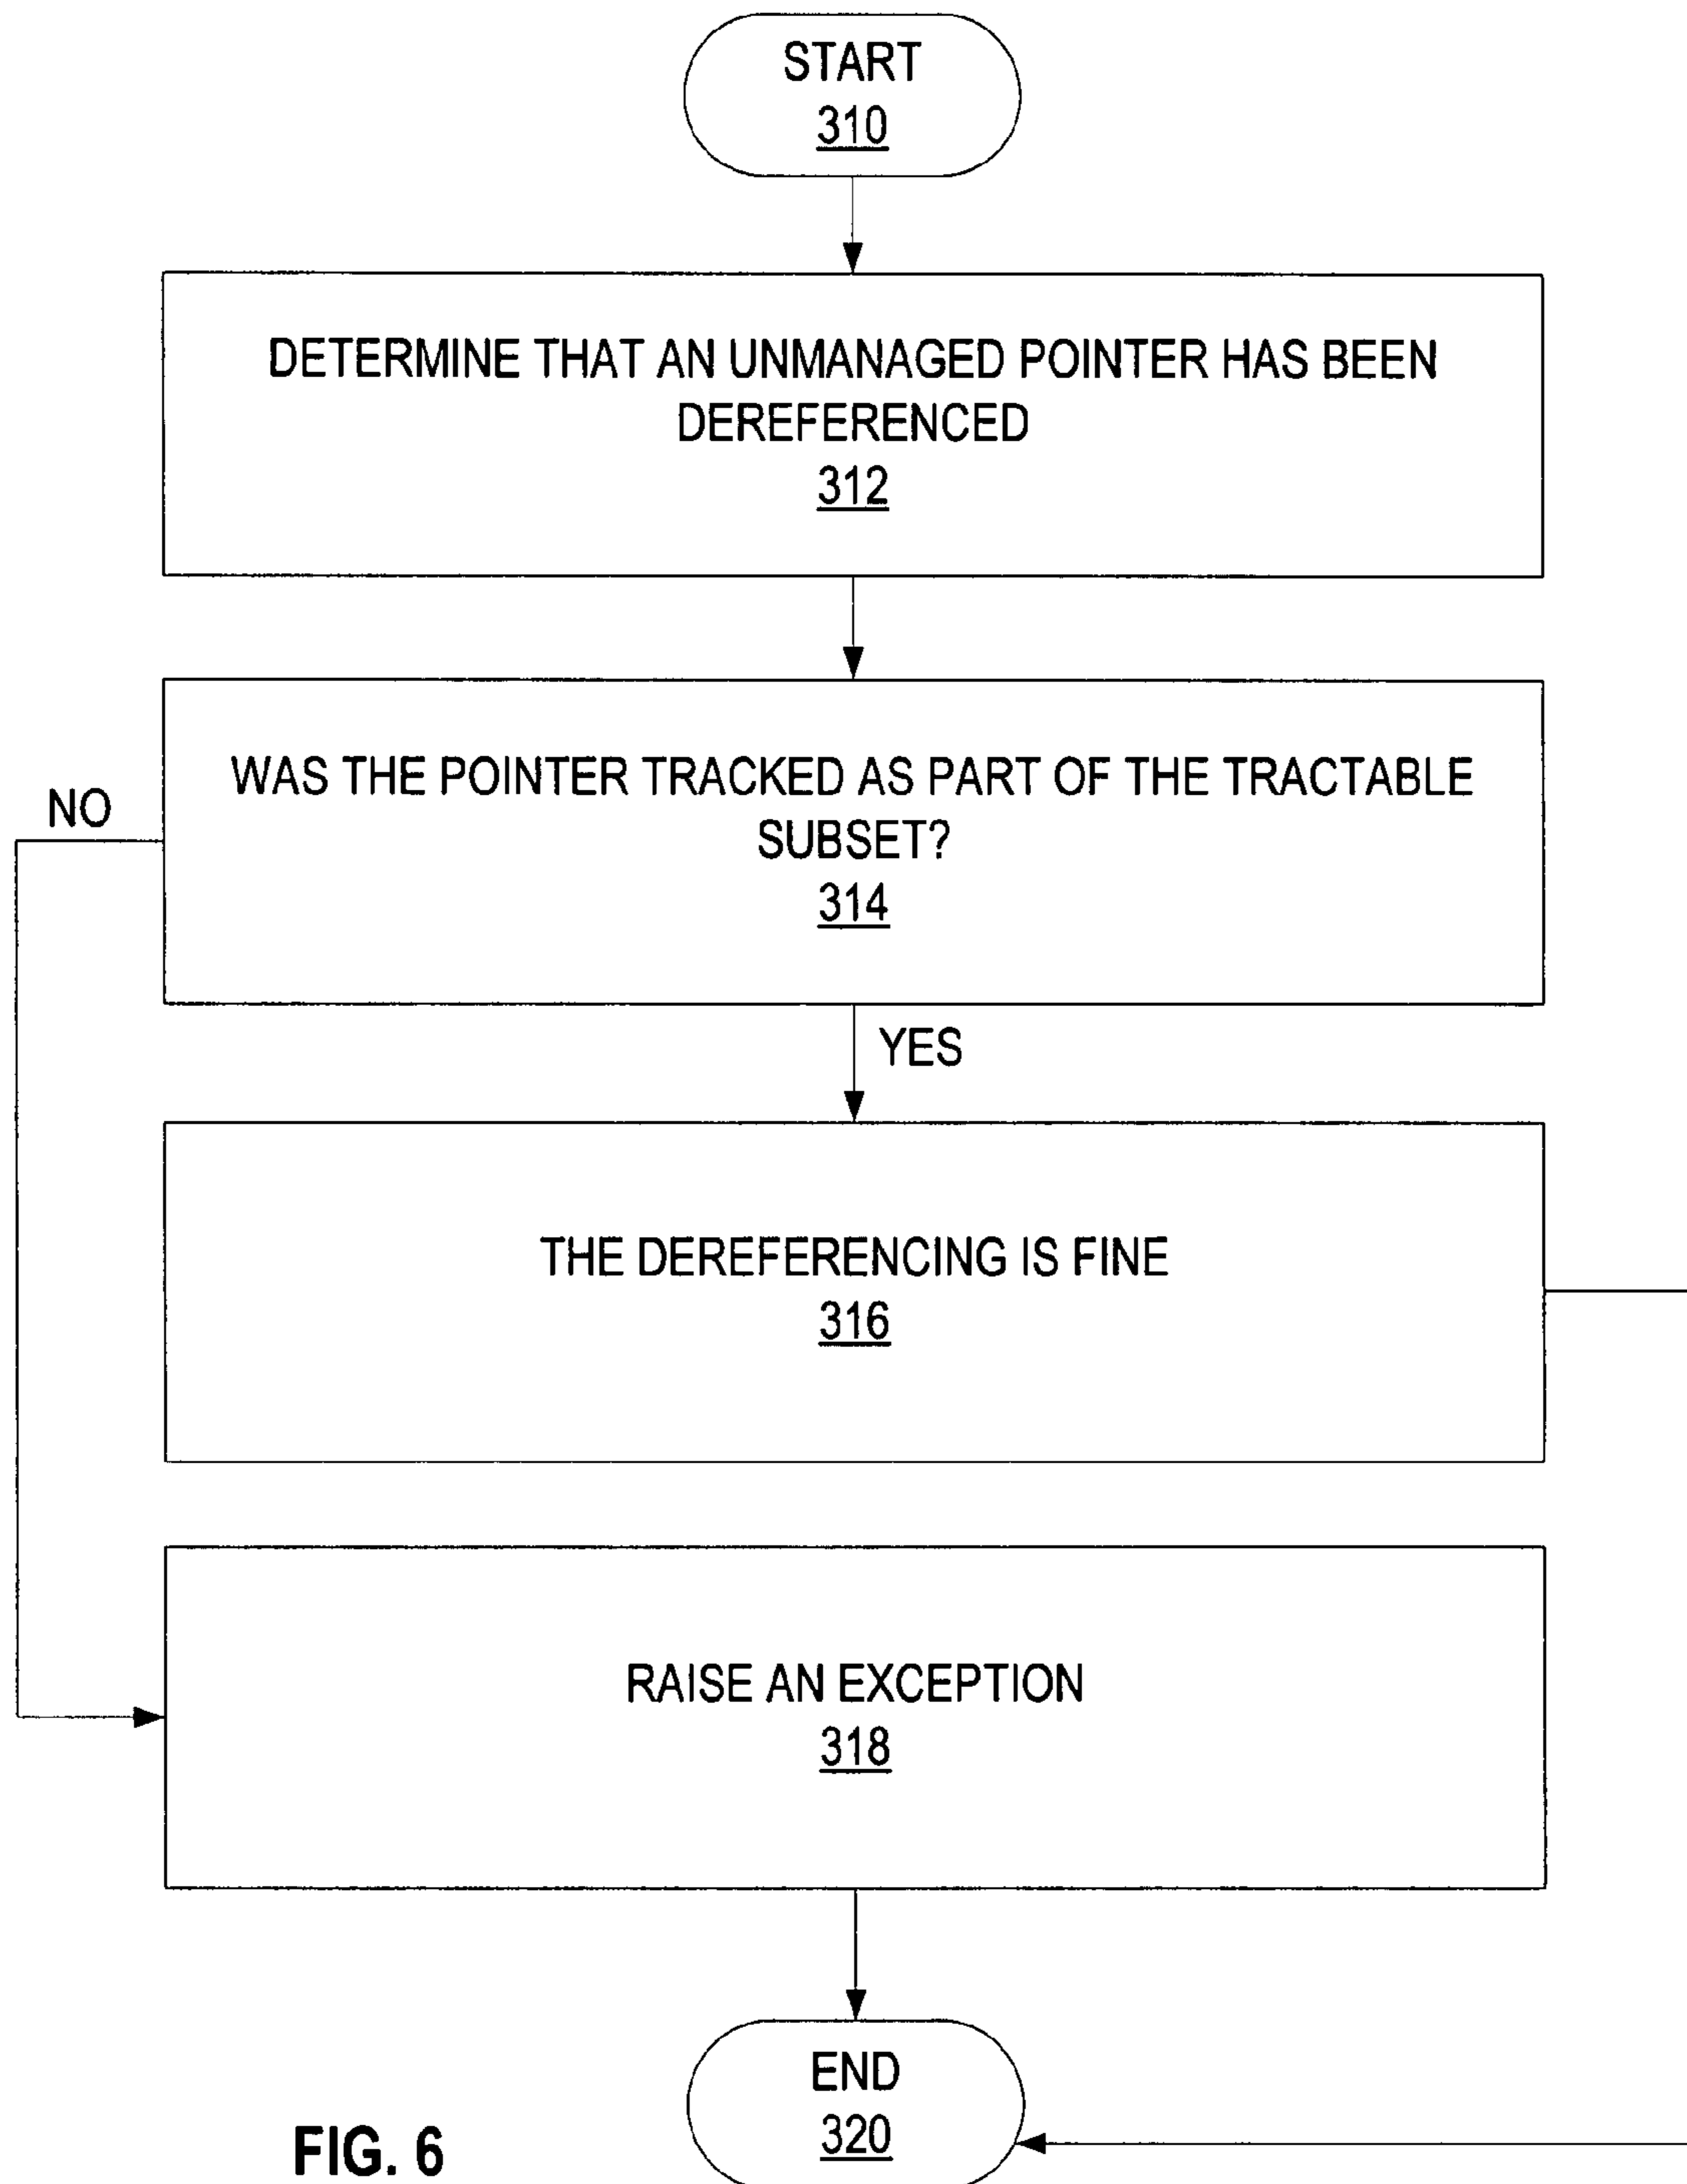 START
310
DETERMINE THAT AN UNMANAGED POINTER HAS BEEN
DEREFERENCED
312
WAS THE POINTER TRACKED AS PART OF THE TRACTABLE
SUBSET?
314
NO
YES
THE DEREFERENCING IS FINE
316
RAISE AN EXCEPTION
318
END
320
FIG. 6